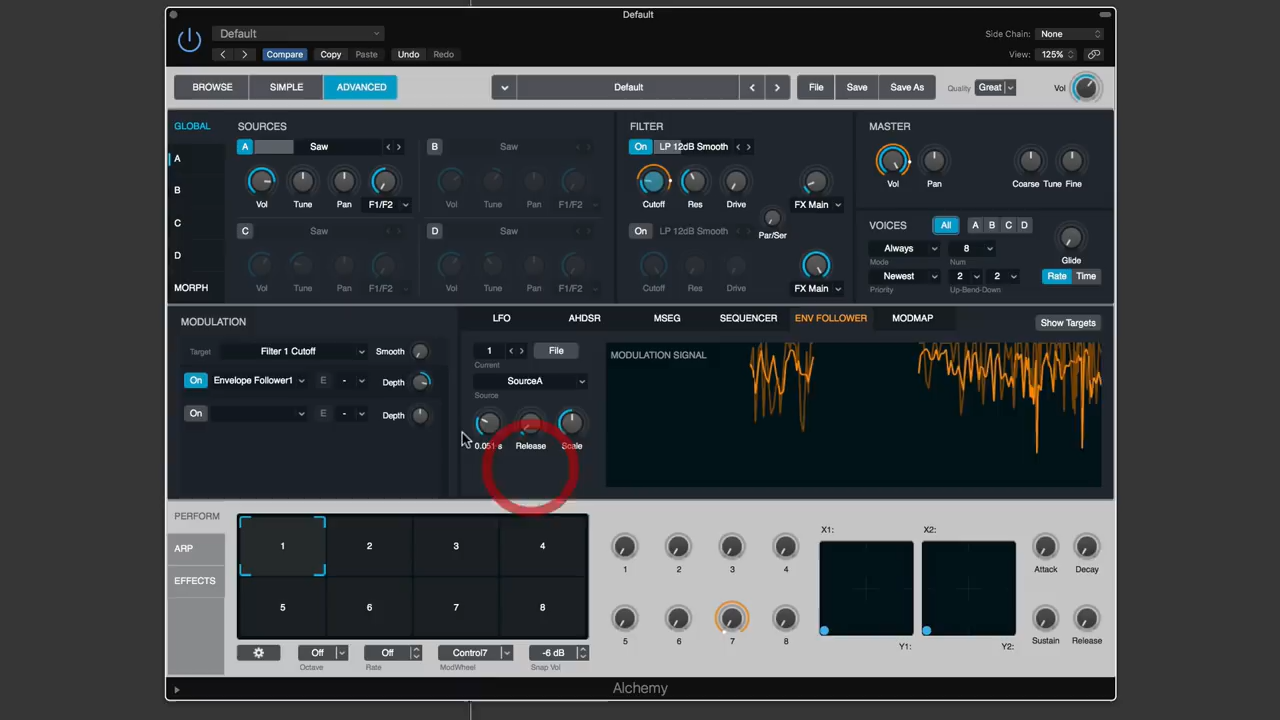 Default
Default
Side Chain: None
Compare Copy Paste Undo Redo
View: 125%
BROWSE SIMPLE ADVANCED
Default
File Save Save As
Quality Great
Vol
GLOBAL
A
B
C
D
MORPH
SOURCES
A Saw
Vol Tune Pan F1/F2
B Saw
Vol Tune Pan F1/F2
C Saw
Vol Tune Pan F1/F2
D Saw
Vol Tune Pan F1/F2
FILTER
On LP 12dB Smooth
Cutoff Res Drive FX Main
Par/Ser
On LP 12dB Smooth
Cutoff Res Drive FX Main
MASTER
Vol Pan Coarse Tune Fine
VOICES All A B C D
Always 8
Mode Num
Glide
Newest 2 2 Rate Time
Priority Up-Bend-Down
MODULATION
Target Filter 1 Cutoff Smooth
On Envelope Follower1 E - Depth
On E - Depth
LFO AHDSR MSEG SEQUENCER ENV FOLLOWER MODMAP
Show Targets
1 File
Current
SourceA
Source
0.051 s Release Scale
MODULATION SIGNAL
PERFORM
ARP
EFFECTS
1 2 3 4
5 6 7 8
Off Off Control7 -6 dB
Octave Rate ModWheel Snap Vol
1 2 3 4
5 6 7 8
X1: X2:
Y1: Y2:
Attack Decay
Sustain Release
Alchemy